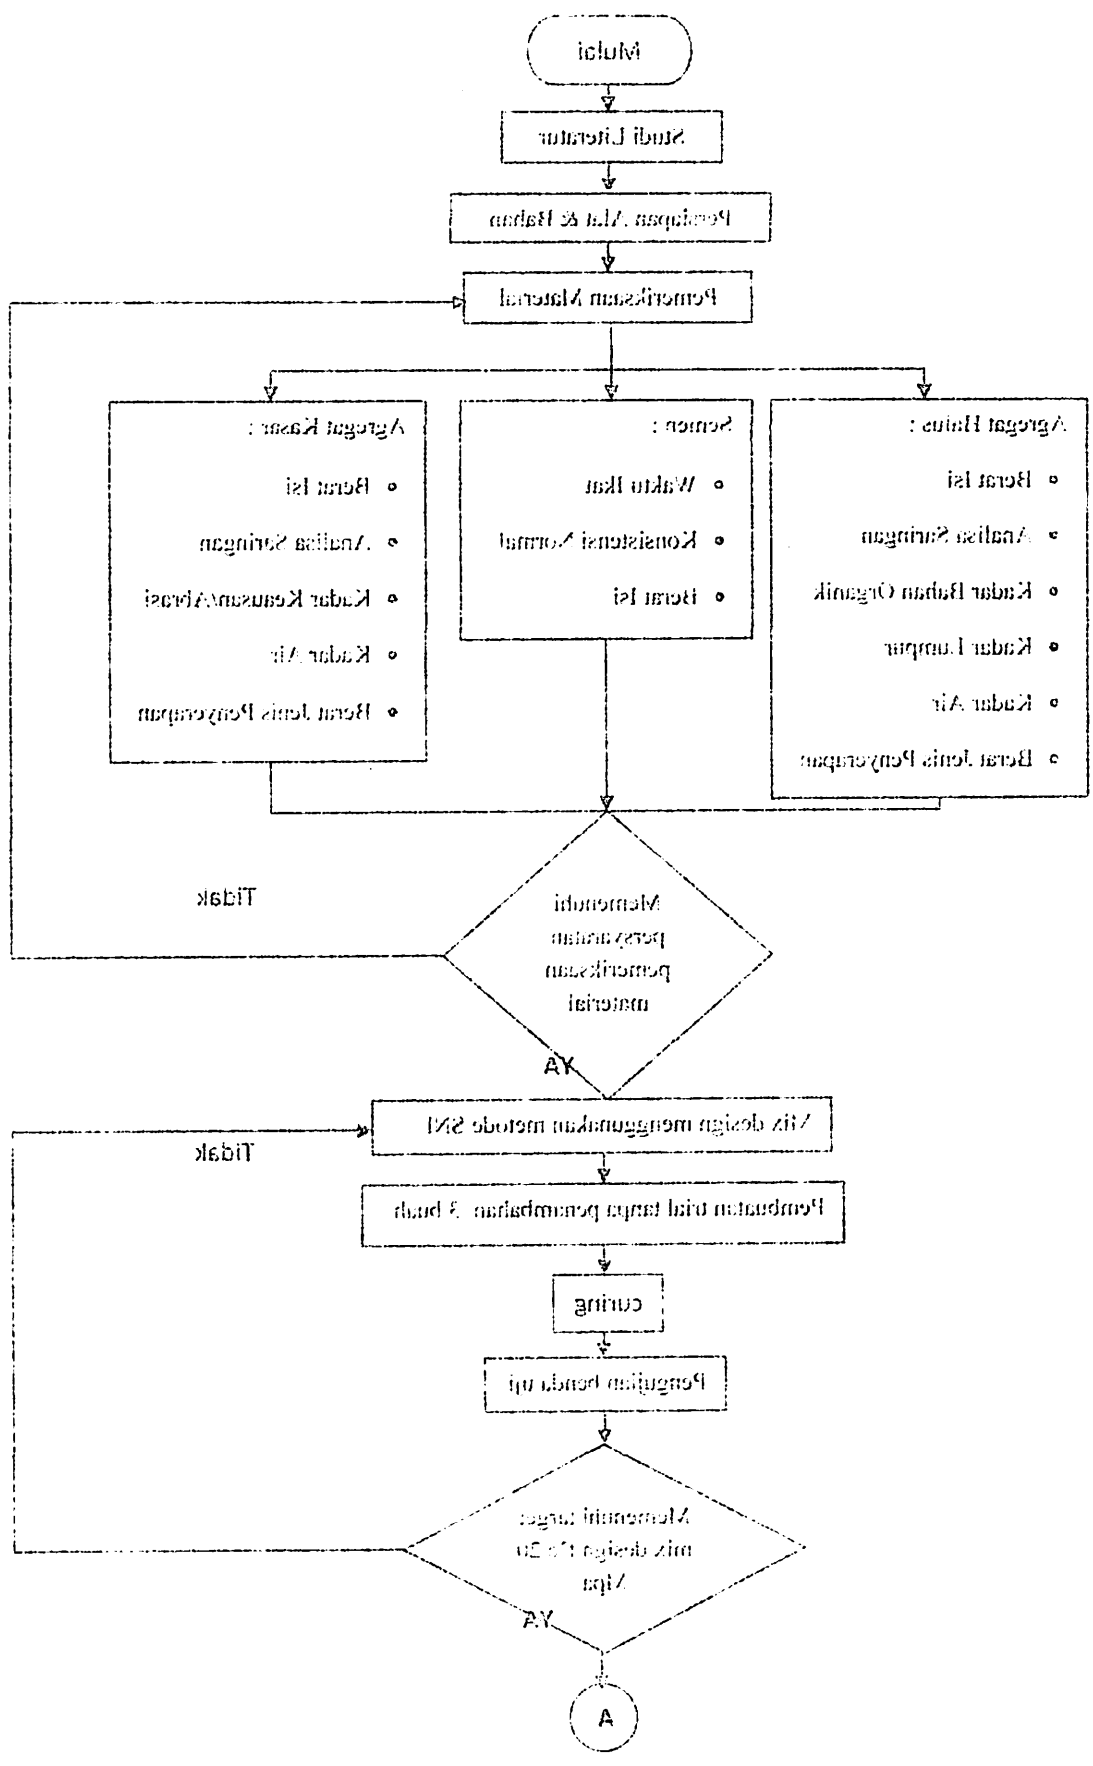 Mulai
Studi Literatur
Persiapan Alat & Bahan
Pemeriksaan Material
Agregat Halus :
Berat Isi
Analisa Saringan
Kadar Bahan Organik
Kadar Lumpur
Kadar Air
Berat Jenis Penyerapan
Semen :
Waktu Ikat
Konsistensi Normal
Berat Isi
Agregat Kasar :
Berat Isi
Analisa Saringan
Kadar Keausan/Abrasi
Kadar Air
Berat Jenis Penyerapan
Memenuhi
persyaratan
pemeriksaan
material
Tidak
YA
Mix design menggunakan metode SNI
Tidak
Pembuatan trial tanpa penambahan 3 buah
curing
Pengujian benda uji
Memenuhi target
mix design f'c 20
Mpa
YA
A